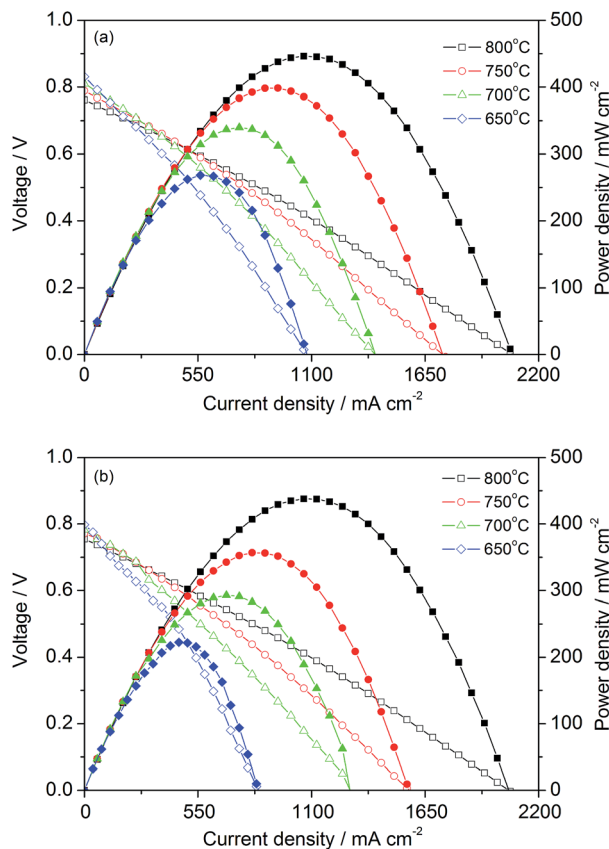 (a)
800°C
750°C
700°C
650°C
Voltage / V
1.0
0.8
0.6
0.4
0.2
0.0
Power density / mW cm⁻²
500
400
300
200
100
0
0 550 1100 1650 2200
Current density / mA cm⁻²
(b)
800°C
750°C
700°C
650°C
Voltage / V
1.0
0.8
0.6
0.4
0.2
0.0
Power density / mW cm⁻²
500
400
300
200
100
0
0 550 1100 1650 2200
Current density / mA cm⁻²